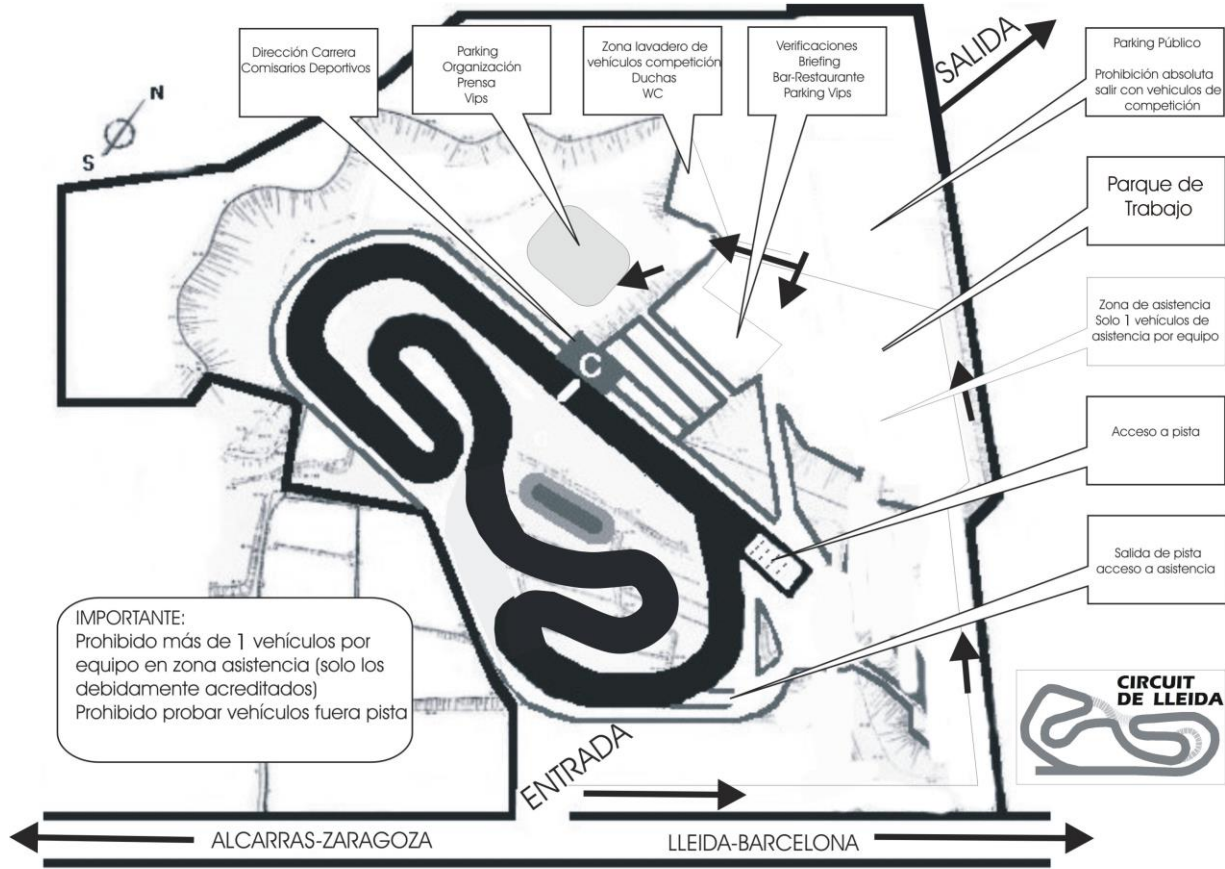 Dirección Carrera
Comisarios Deportivos
Parking
Organización
Prensa
Vips
Zona lavadero de
vehículos competición
Duchas
WC
Verificaciones
Briefing
Bar-Restaurante
Parking Vips
SALIDA
Parking Público
Prohibición absoluta
salir con vehiculos de
competición
N
S
Parque de
Trabajo
Zona de asistencia
Solo 1 vehículos de
asistencia por equipo
C
Acceso a pista
Salida de pista
acceso a asistencia
IMPORTANTE:
Prohibido más de 1 vehículos por
equipo en zona asistencia (solo los
debidamente acreditados)
Prohibido probar vehículos fuera pista
CIRCUIT
DE LLEIDA
ENTRADA
ALCARRAS-ZARAGOZA
LLEIDA-BARCELONA